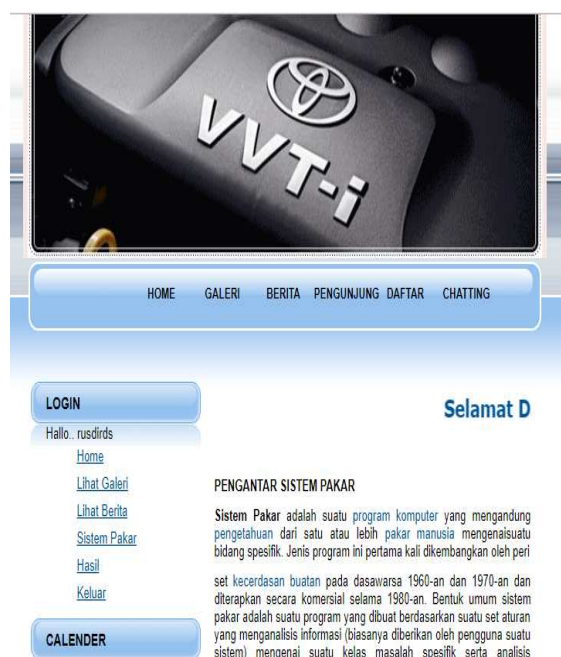 VVT-i
HOME GALERI BERITA PENGUNJUNG DAFTAR CHATTING
LOGIN
Hallo.. rusdirds
Home
Lihat Galeri
Lihat Berita
Sistem Pakar
Hasil
Keluar
CALENDER
Selamat D
PENGANTAR SISTEM PAKAR
Sistem Pakar adalah suatu program komputer yang mengandung
pengetahuan dari satu atau lebih pakar manusia mengenaisuatu
bidang spesifik. Jenis program ini pertama kali dikembangkan oleh peri
set kecerdasan buatan pada dasawarsa 1960-an dan 1970-an dan
diterapkan secara komersial selama 1980-an. Bentuk umum sistem
pakar adalah suatu program yang dibuat berdasarkan suatu set aturan
yang menganalisis informasi (biasanya diberikan oleh pengguna suatu
sistem) mengenai suatu kelas masalah spesifik serta analisis